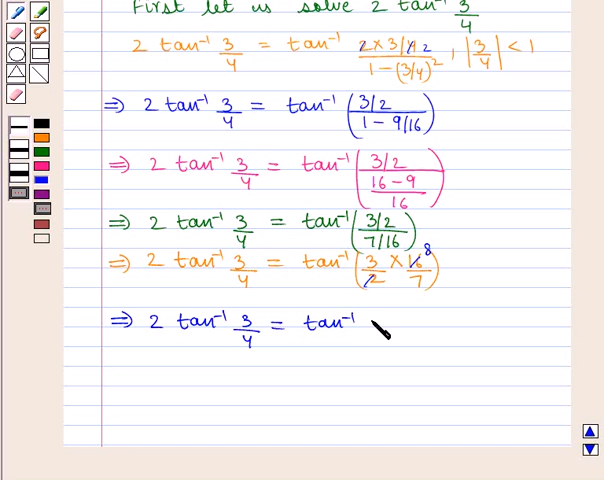 First let us solve 2 tan⁻¹ 3/4
2 tan⁻¹ 3/4 = tan⁻¹ (2 × 3/4 2)/(1 − (3/4)²), |3/4| < 1
⇒ 2 tan⁻¹ 3/4 = tan⁻¹ ((3/2)/(1 − 9/16))
⇒ 2 tan⁻¹ 3/4 = tan⁻¹ ((3/2)/((16 − 9)/16))
⇒ 2 tan⁻¹ 3/4 = tan⁻¹ ((3/2)/(7/16))
⇒ 2 tan⁻¹ 3/4 = tan⁻¹ (3/2 × 16 8/7)
⇒ 2 tan⁻¹ 3/4 = tan⁻¹